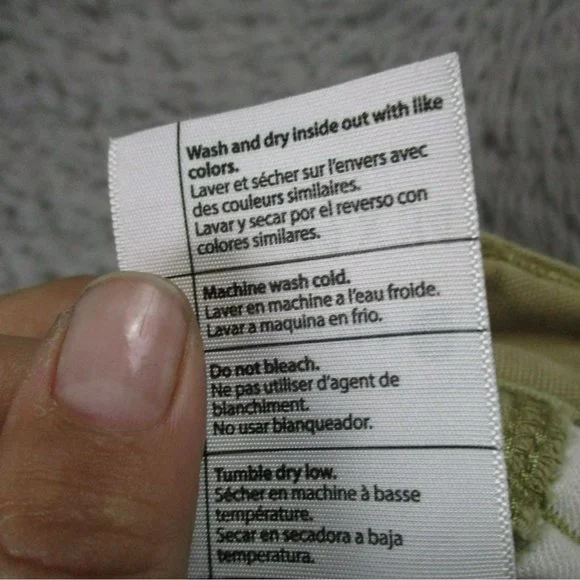 Wash and dry inside out with like
colors.
Laver et sécher sur l'envers avec
des couleurs similaires.
Lavar y secar por el reverso con
colores similares.
Machine wash cold.
Laver en machine a l'eau froide.
Lavar a maquina en frio.
Do not bleach.
Ne pas utiliser d'agent de
blanchiment.
No usar blanqueador.
Tumble dry low.
Sécher en machine à basse
température.
Secar en secadora a baja
temperatura.